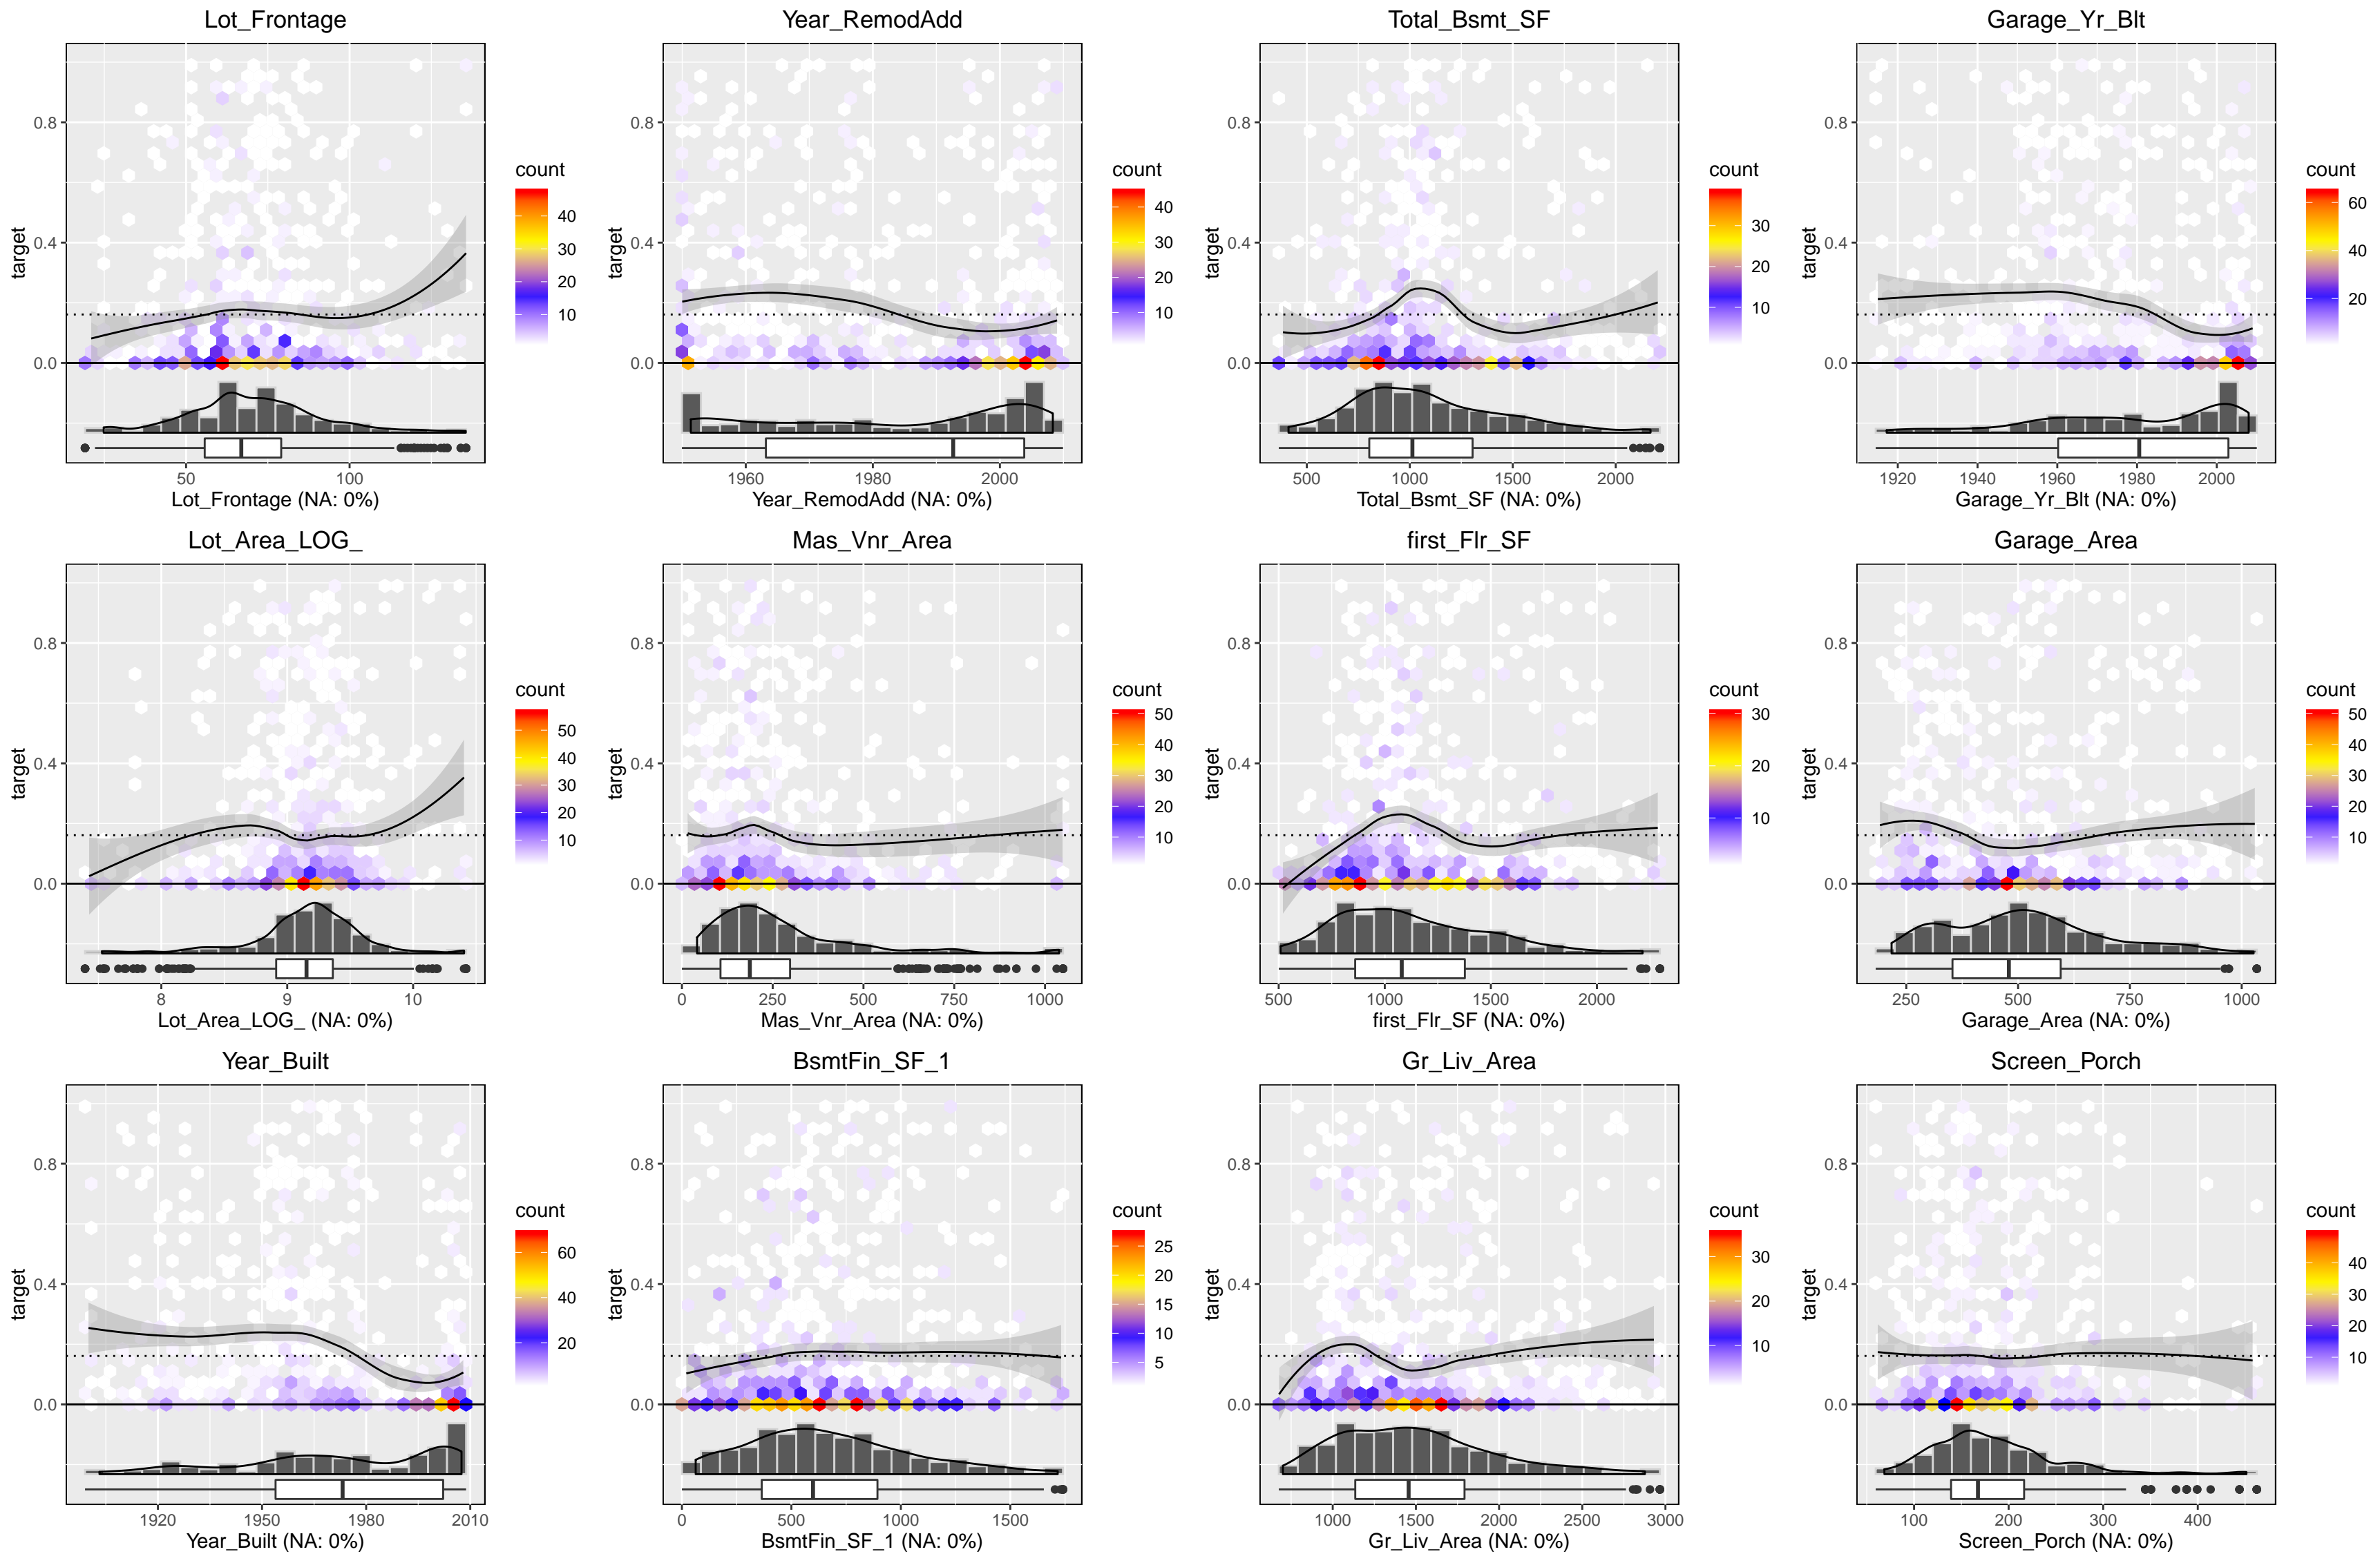 Lot_Frontage
Year_RemodAdd
Total_Bsmt_SF
Garage_Yr_Blt
target
0.8
0.4
0.0
count
40
30
20
10
50
100
Lot_Frontage (NA: 0%)
target
0.8
0.4
0.0
count
40
30
20
10
1960
1980
2000
Year_RemodAdd (NA: 0%)
target
0.8
0.4
0.0
count
30
20
10
500
1000
1500
2000
Total_Bsmt_SF (NA: 0%)
target
0.8
0.4
0.0
count
60
40
20
1920
1940
1960
1980
2000
Garage_Yr_Blt (NA: 0%)
Lot_Area_LOG_
Mas_Vnr_Area
first_Flr_SF
Garage_Area
target
0.8
0.4
0.0
count
50
40
30
20
10
8
9
10
Lot_Area_LOG_ (NA: 0%)
target
0.8
0.4
0.0
count
50
40
30
20
10
0
250
500
750
1000
Mas_Vnr_Area (NA: 0%)
target
0.8
0.4
0.0
count
30
20
10
500
1000
1500
2000
first_Flr_SF (NA: 0%)
target
0.8
0.4
0.0
count
50
40
30
20
10
250
500
750
1000
Garage_Area (NA: 0%)
Year_Built
BsmtFin_SF_1
Gr_Liv_Area
Screen_Porch
target
0.8
0.4
0.0
count
60
40
20
1920
1950
1980
2010
Year_Built (NA: 0%)
target
0.8
0.4
0.0
count
25
20
15
10
5
0
500
1000
1500
BsmtFin_SF_1 (NA: 0%)
target
0.8
0.4
0.0
count
30
20
10
1000
1500
2000
2500
3000
Gr_Liv_Area (NA: 0%)
target
0.8
0.4
0.0
count
40
30
20
10
100
200
300
400
Screen_Porch (NA: 0%)